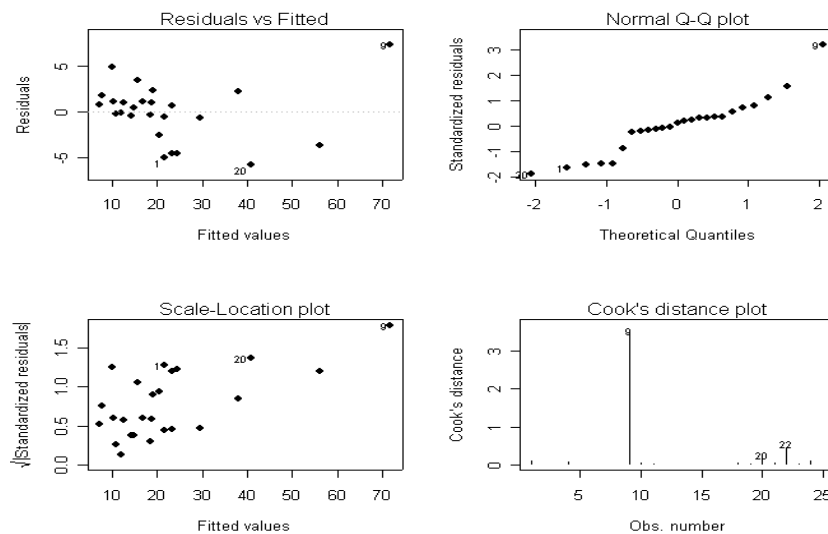 Residuals vs Fitted
Residuals
5
0
-5
9
1
20
10 20 30 40 50 60 70
Fitted values
Normal Q-Q plot
Standardized residuals
3
2
1
0
-1
-2
9
1
20
-2 -1 0 1 2
Theoretical Quantiles
Scale-Location plot
√|Standardized residuals|
1.5
1.0
0.5
0.0
9
20
1
10 20 30 40 50 60 70
Fitted values
Cook's distance plot
Cook's distance
3
2
1
0
9
20
22
5 10 15 20 25
Obs. number